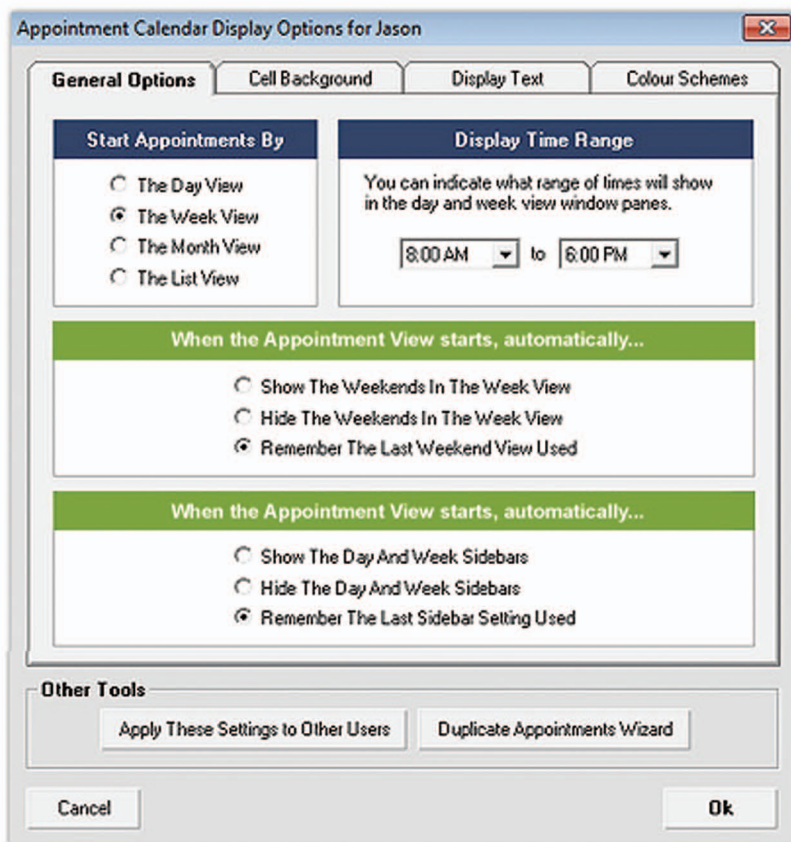 Appointment Calendar Display Options for Jason
General Options
Cell Background
Display Text
Colour Schemes
Start Appointments By
The Day View
The Week View
The Month View
The List View
Display Time Range
You can indicate what range of times will show
in the day and week view window panes.
8:00 AM to 6:00 PM
When the Appointment View starts, automatically...
Show The Weekends In The Week View
Hide The Weekends In The Week View
Remember The Last Weekend View Used
When the Appointment View starts, automatically...
Show The Day And Week Sidebars
Hide The Day And Week Sidebars
Remember The Last Sidebar Setting Used
Other Tools
Apply These Settings to Other Users
Duplicate Appointments Wizard
Cancel
Ok